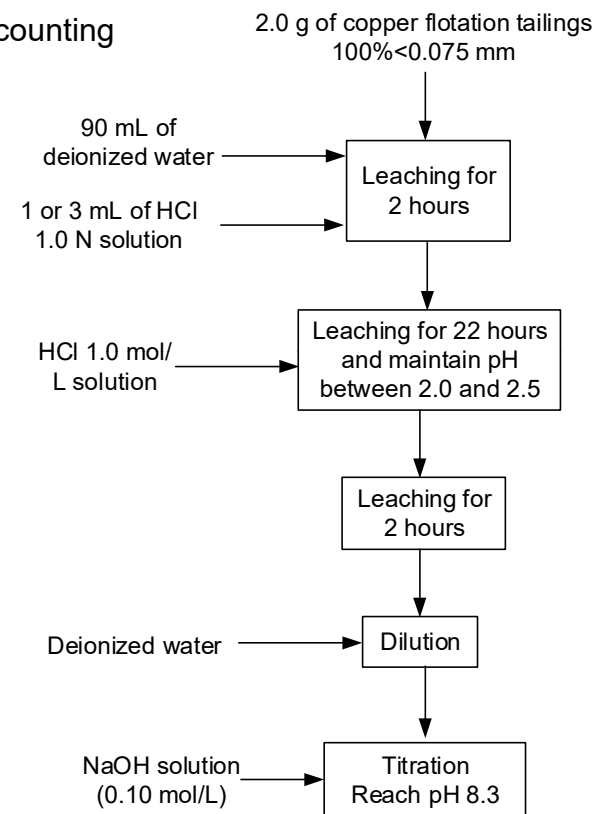 counting
2.0 g of copper flotation tailings
100%<0.075 mm
90 mL of
deionized water
1 or 3 mL of HCl
1.0 N solution
Leaching for
2 hours
HCl 1.0 mol/
L solution
Leaching for 22 hours
and maintain pH
between 2.0 and 2.5
Leaching for
2 hours
Deionized water
Dilution
NaOH solution
(0.10 mol/L)
Titration
Reach pH 8.3